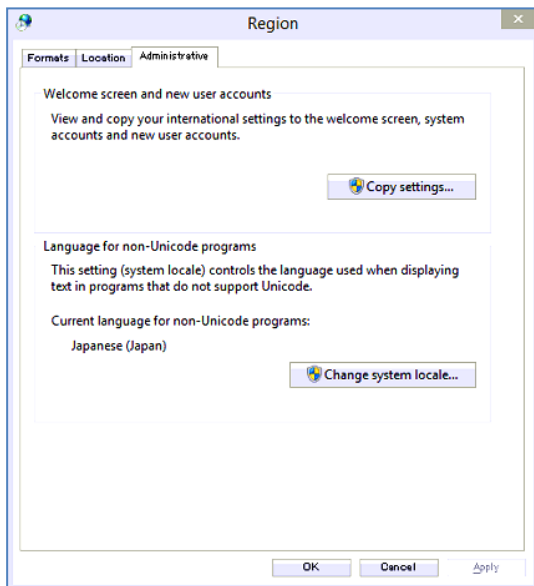 Region
Formats Location Administrative
Welcome screen and new user accounts
View and copy your international settings to the welcome screen, system
accounts and new user accounts.
Copy settings...
Language for non-Unicode programs
This setting (system locale) controls the language used when displaying
text in programs that do not support Unicode.
Current language for non-Unicode programs:
Japanese (Japan)
Change system locale...
OK Cancel Apply